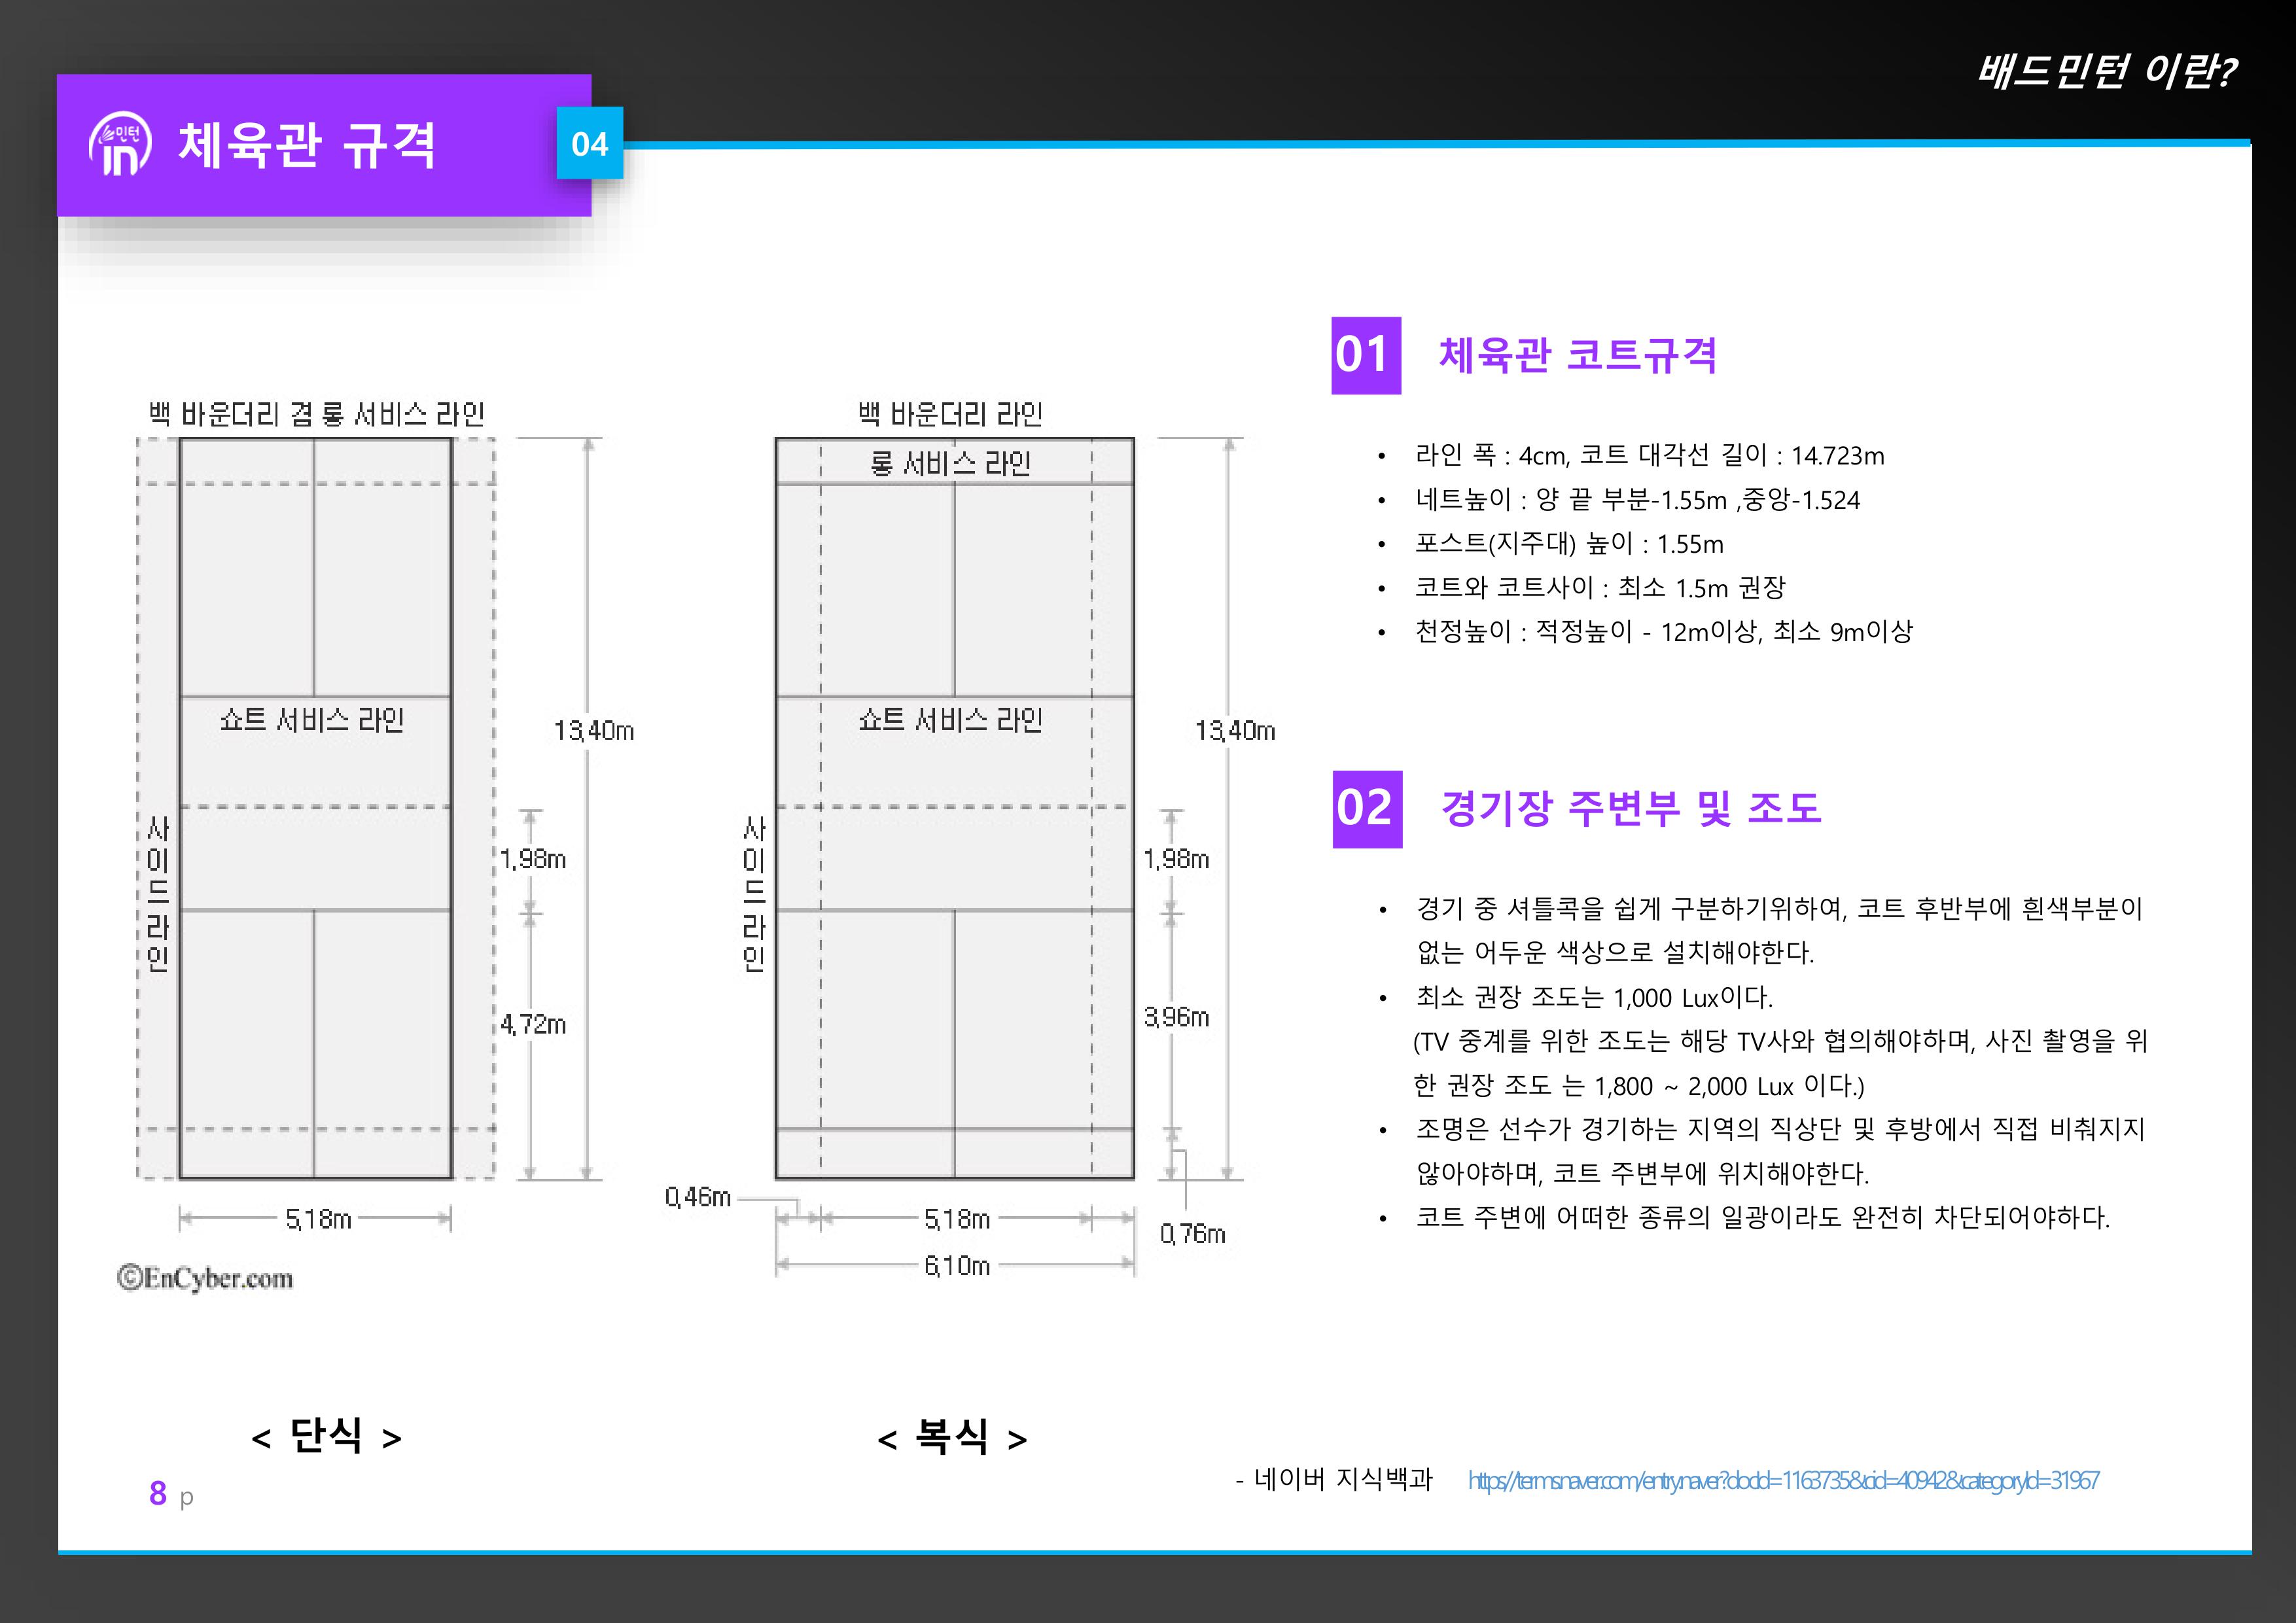 배드민턴 이란?
민턴
in
체육관 규격
04
백 바운더리 겸 롱 서비스 라인
쇼트 서비스 라인
사이드 라인
13.40m
1.98m
4.72m
5.18m
©EnCyber.com
< 단식 >
백 바운더리 라인
롱 서비스 라인
쇼트 서비스 라인
사이드 라인
13.40m
1.98m
3.96m
0.46m
5.18m
0.76m
6.10m
< 복식 >
01 체육관 코트규격
• 라인 폭 : 4cm, 코트 대각선 길이 : 14.723m
• 네트높이 : 양 끝 부분-1.55m ,중앙-1.524
• 포스트(지주대) 높이 : 1.55m
• 코트와 코트사이 : 최소 1.5m 권장
• 천정높이 : 적정높이 - 12m이상, 최소 9m이상
02 경기장 주변부 및 조도
• 경기 중 셔틀콕을 쉽게 구분하기위하여, 코트 후반부에 흰색부분이
없는 어두운 색상으로 설치해야한다.
• 최소 권장 조도는 1,000 Lux이다.
(TV 중계를 위한 조도는 해당 TV사와 협의해야하며, 사진 촬영을 위
한 권장 조도 는 1,800 ~ 2,000 Lux 이다.)
• 조명은 선수가 경기하는 지역의 직상단 및 후방에서 직접 비춰지지
않아야하며, 코트 주변부에 위치해야한다.
• 코트 주변에 어떠한 종류의 일광이라도 완전히 차단되어야하다.
- 네이버 지식백과 https://terms.naver.com/entry.naver?docId=1163735&cid=40942&categoryId=31967
8 p